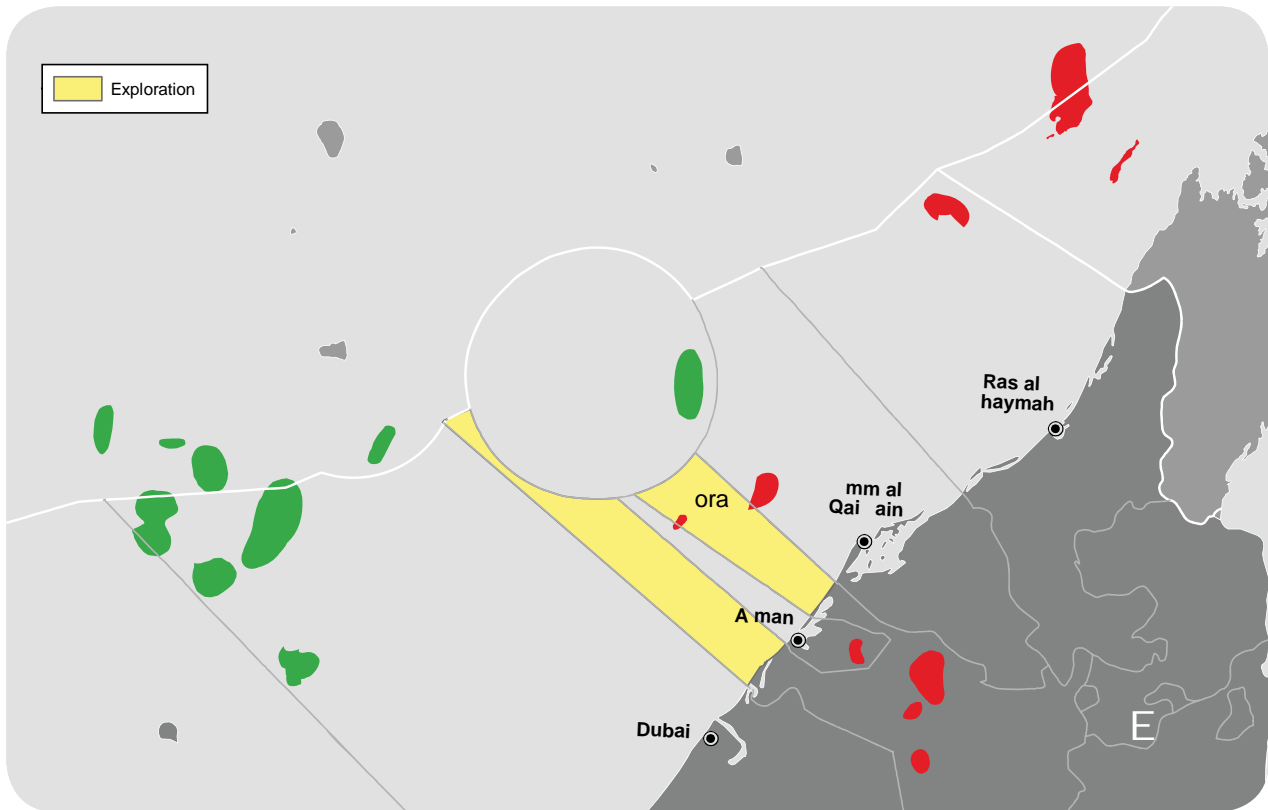 Exploration
Ras al
haymah
ora
mm al
Qai ain
A man
E
Dubai